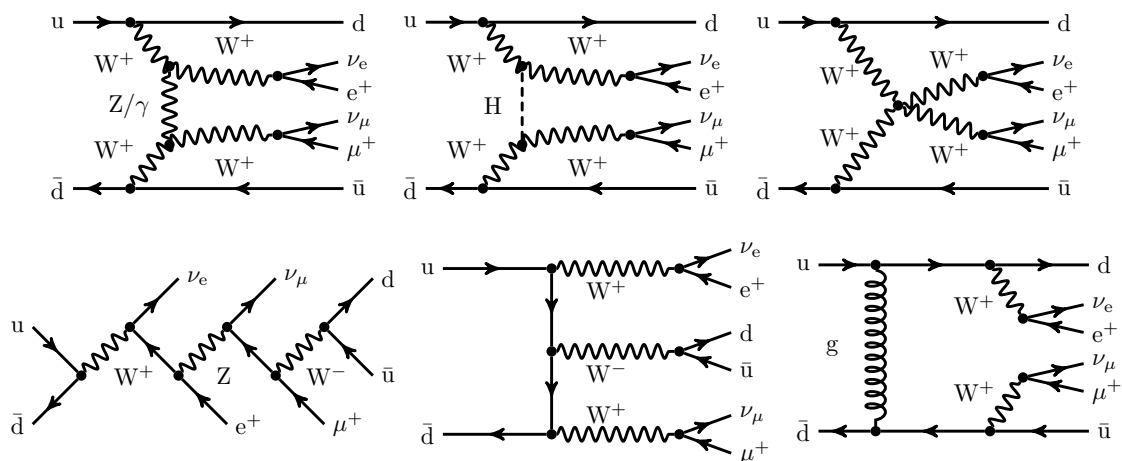 u d
W⁺ W⁺ νₑ
e⁺
Z/γ
νμ
W⁺ μ⁺
W⁺
d̄ ū
u d
W⁺ W⁺ νₑ
e⁺
H
νμ
W⁺ μ⁺
W⁺
d̄ ū
u d
W⁺ W⁺ νₑ
e⁺
νμ
W⁺ W⁺ μ⁺
d̄ ū
νₑ νμ d
u
W⁺ Z W⁻ ū
d̄ e⁺ μ⁺
u νₑ
W⁺ e⁺
d
W⁻ ū
W⁺ νμ
d̄ μ⁺
u d
W⁺ νₑ
e⁺
g
νμ
W⁺ μ⁺
d̄ ū